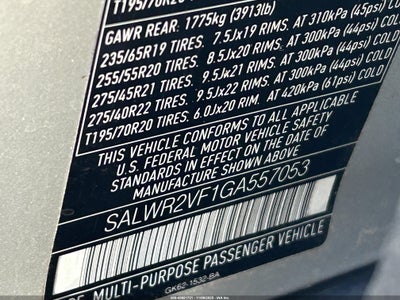 T195/70R20
GAWR REAR: 1775kg (3913lb)
235/65R19 TIRES. 7.5Jx19 RIMS. AT 310kPa (45psi) COLD
255/55R20 TIRES. 8.5Jx20 RIMS. AT 300kPa (44psi) COLD
275/45R21 TIRES. 9.5Jx21 RIMS. AT 300kPa (44psi) COLD
275/40R22 TIRES. 9.5Jx22 RIMS. AT 300kPa (44psi) COLD
T195/70R20 TIRES. 6.0Jx20 RIM. AT 420kPa (61psi) COLD
THIS VEHICLE CONFORMS TO ALL APPLICABLE
U.S. FEDERAL MOTOR VEHICLE SAFETY
STANDARDS IN EFFECT ON THE DATE OF
MANUFACTURE SHOWN ABOVE.
SALWR2VF1GA557053
MULTI-PURPOSE PASSENGER VEHICLE
GK62-1532-BA